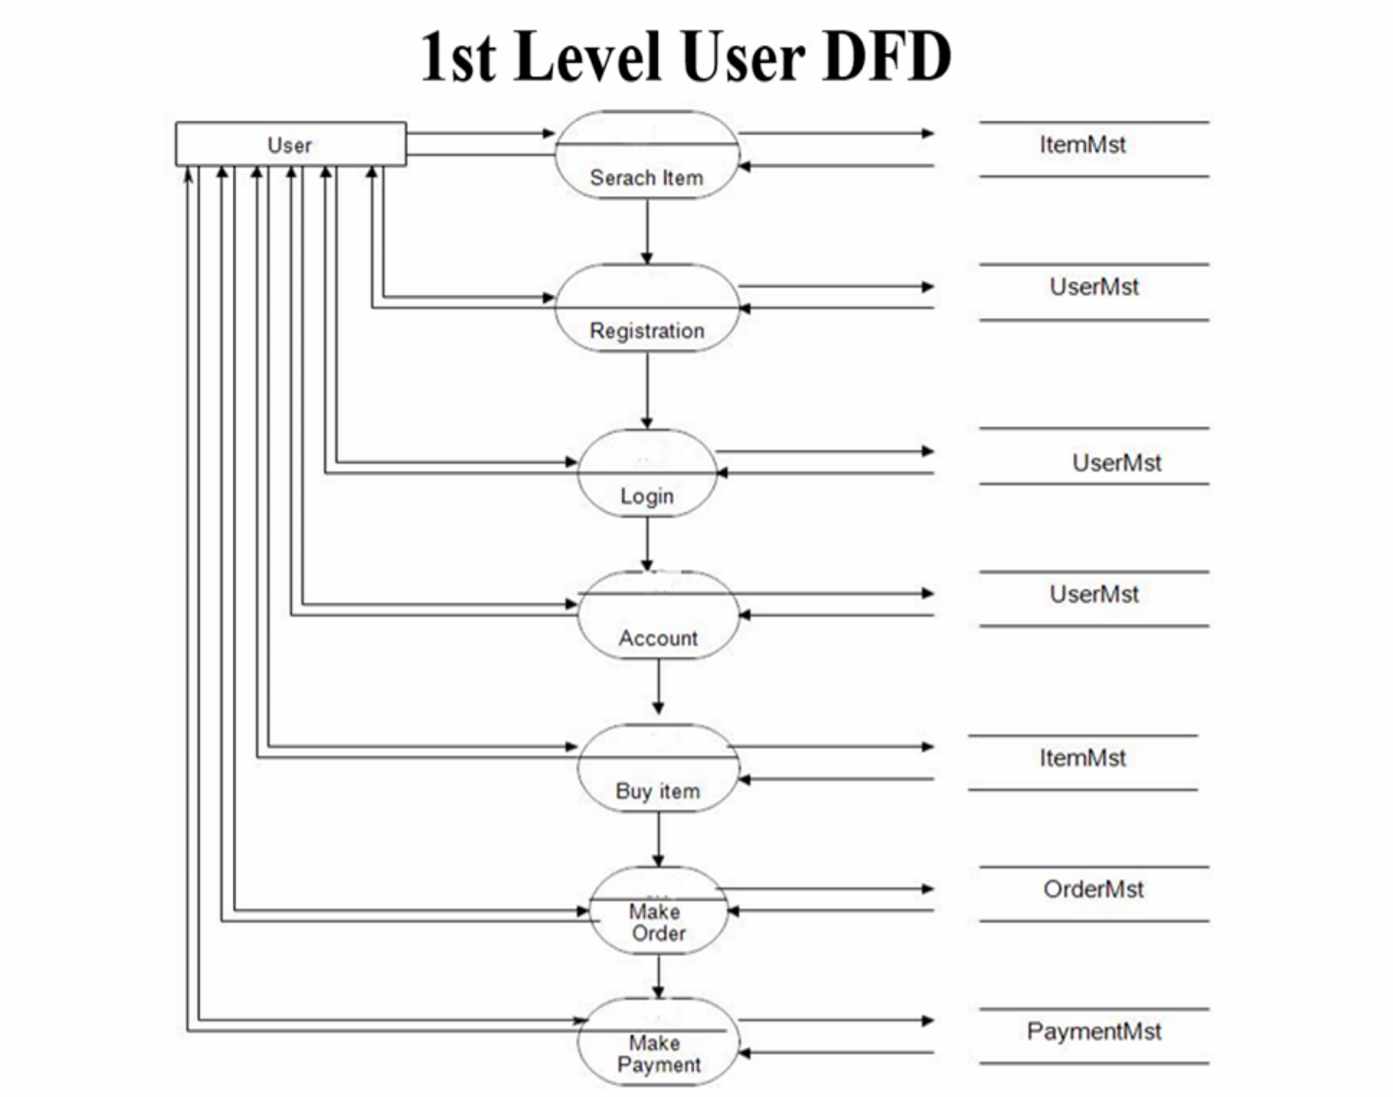 1st Level User DFD
User
Serach Item
ItemMst
Registration
UserMst
Login
UserMst
Account
UserMst
Buy item
ItemMst
Make
Order
OrderMst
Make
Payment
PaymentMst